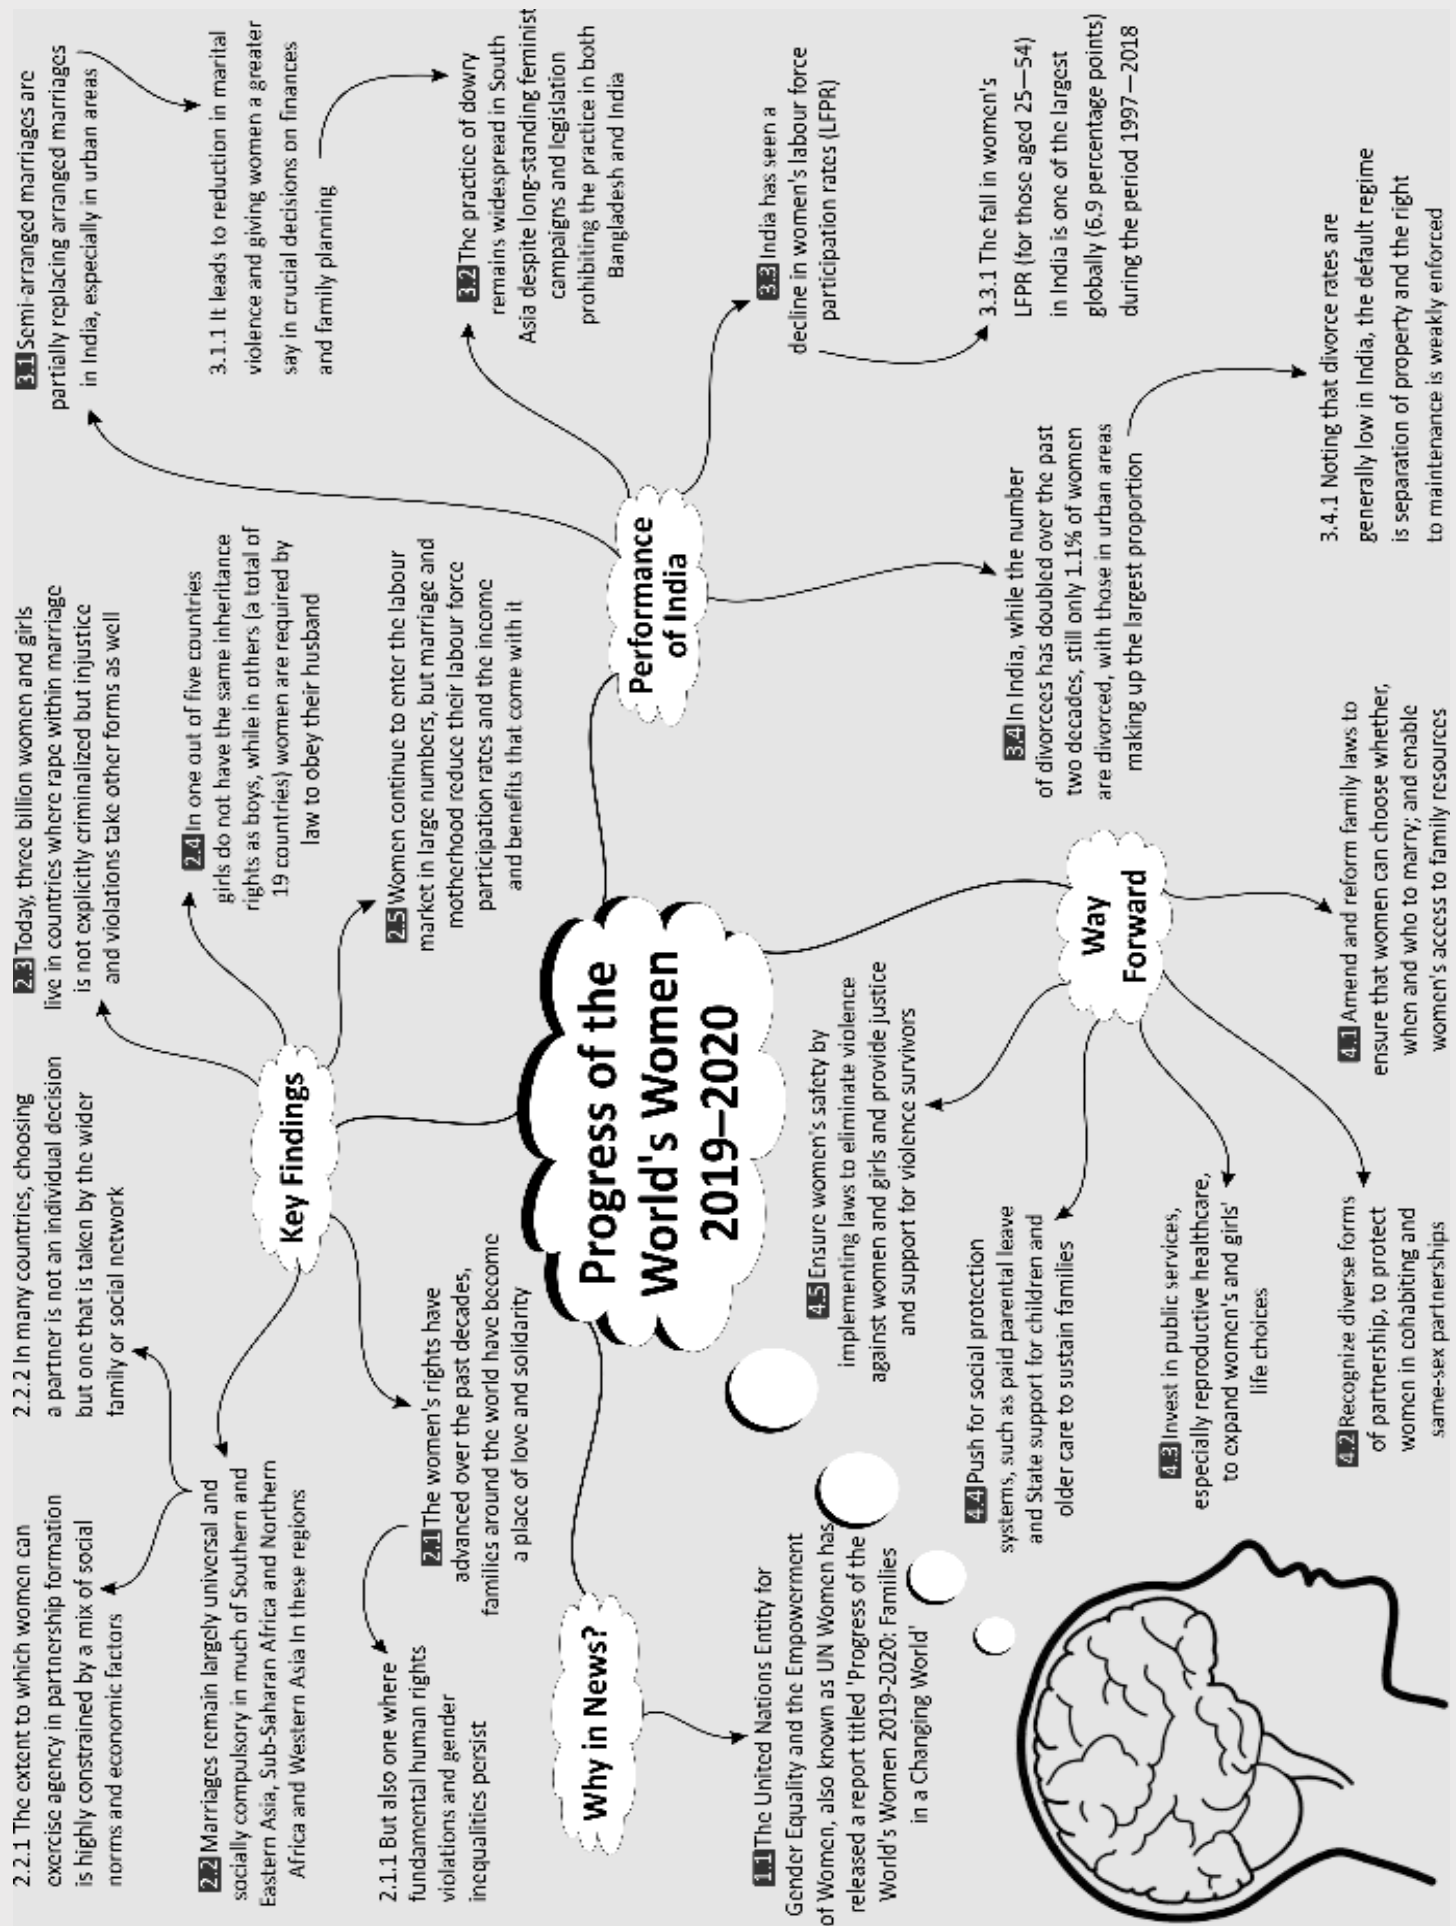 Progress of the
World's Women
2019–2020
Why in News?
1.1 The United Nations Entity for
Gender Equality and the Empowerment
of Women, also known as UN Women has
released a report titled 'Progress of the
World's Women 2019-2020: Families
in a Changing World'
Key Findings
2.1 The women's rights have
advanced over the past decades,
families around the world have become
a place of love and solidarity
2.1.1 But also one where
fundamental human rights
violations and gender
inequalities persist
2.2 Marriages remain largely universal and
socially compulsory in much of Southern and
Eastern Asia, Sub-Saharan Africa and Northern
Africa and Western Asia In these regions
2.2.1 The extent to which women can
exercise agency in partnership formation
is highly constrained by a mix of social
norms and economic factors
2.2.2 In many countries, choosing
a partner is not an individual decision
but one that is taken by the wider
family or social network
2.3 Today, three billion women and girls
live in countries where rape within marriage
is not explicitly criminalized but injustice
and violations take other forms as well
2.4 In one out of five countries
girls do not have the same inheritance
rights as boys, while in others (a total of
19 countries) women are required by
law to obey their husband
2.5 Women continue to enter the labour
market in large numbers, but marriage and
motherhood reduce their labour force
participation rates and the income
and benefits that come with it
Performance
of India
3.1 Semi-arranged marriages are
partially replacing arranged marriages
in India, especially in urban areas
3.1.1 It leads to reduction in marital
violence and giving women a greater
say in crucial decisions on finances
and family planning
3.2 The practice of dowry
remains widespread in South
Asia despite long-standing feminist
campaigns and legislation
prohibiting the practice in both
Bangladesh and India
3.3 India has seen a
decline in women's labour force
participation rates (LFPR)
3.3.1 The fall in women's
LFPR (for those aged 25—54)
in India is one of the largest
globally (6.9 percentage points)
during the period 1997—2018
3.4 In India, while the number
of divorcees has doubled over the past
two decades, still only 1.1% of women
are divorced, with those in urban areas
making up the largest proportion
3.4.1 Noting that divorce rates are
generally low in India, the default regime
is separation of property and the right
to maintenance is weakly enforced
Way
Forward
4.1 Amend and reform family laws to
ensure that women can choose whether,
when and who to marry; and enable
women's access to family resources
4.2 Recognize diverse forms
of partnership, to protect
women in cohabiting and
same-sex partnerships
4.3 Invest in public services,
especially reproductive healthcare,
to expand women's and girls'
life choices
4.4 Push for social protection
systems, such as paid parental leave
and State support for children and
older care to sustain families
4.5 Ensure women's safety by
implementing laws to eliminate violence
against women and girls and provide justice
and support for violence survivors